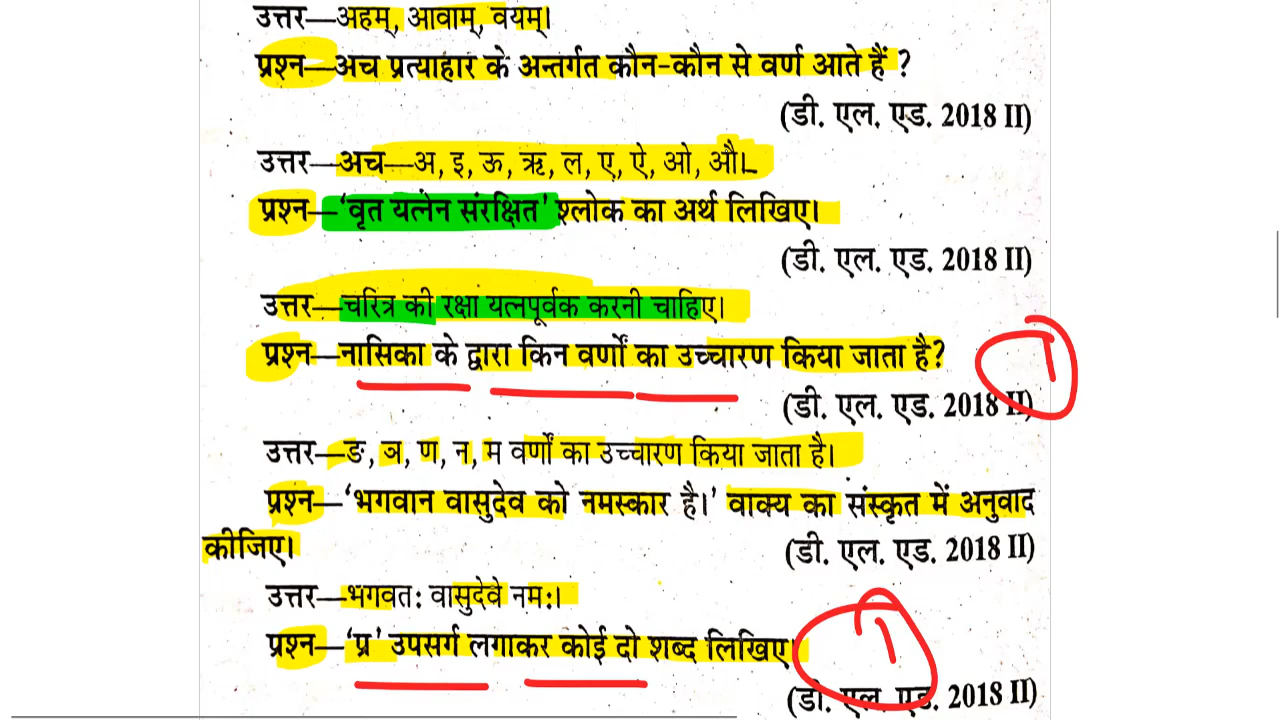 उत्तर—अहम्, आवाम्, वयम्।
प्रश्न—अच प्रत्याहार के अन्तर्गत कौन-कौन से वर्ण आते हैं ?
(डी. एल. एड. 2018 II)
उत्तर—अच—अ, इ, ऊ, ऋ, ल, ए, ऐ, ओ, औ।
प्रश्न—‘वृत यत्नेन संरक्षित’ श्लोक का अर्थ लिखिए।
(डी. एल. एड. 2018 II)
उत्तर—चरित्र की रक्षा यत्नपूर्वक करनी चाहिए।
प्रश्न—नासिका के द्वारा किन वर्णों का उच्चारण किया जाता है?
1
(डी. एल. एड. 2018 II)
उत्तर—ङ, ञ, ण, न, म वर्णों का उच्चारण किया जाता है।
प्रश्न—‘भगवान वासुदेव को नमस्कार है।’ वाक्य का संस्कृत में अनुवाद
कीजिए।
(डी. एल. एड. 2018 II)
उत्तर—भगवतः वासुदेवे नमः।
प्रश्न—‘प्र’ उपसर्ग लगाकर कोई दो शब्द लिखिए।
1
(डी. एल. एड. 2018 II)